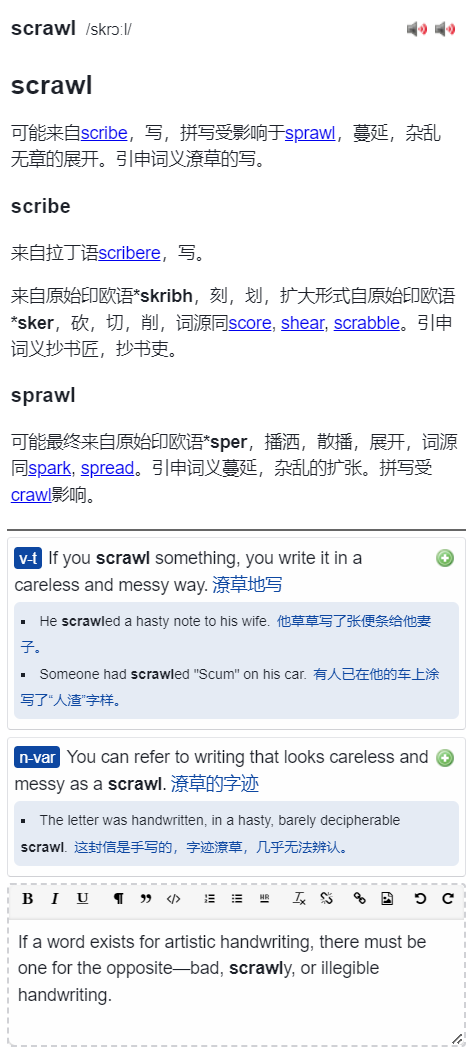 scrawl /skrɔːl/
scrawl
可能来自scribe，写，拼写受影响于sprawl，蔓延，杂乱
无章的展开。引申词义潦草的写。
scribe
来自拉丁语scribere，写。
来自原始印欧语*skribh，刻，划，扩大形式自原始印欧语
*sker，砍，切，削，词源同score, shear, scrabble。引申
词义抄书匠，抄书吏。
sprawl
可能最终来自原始印欧语*sper，播洒，散播，展开，词源
同spark, spread。引申词义蔓延，杂乱的扩张。拼写受
crawl影响。
v-t If you scrawl something, you write it in a
careless and messy way. 潦草地写
▪ He scrawled a hasty note to his wife. 他草草写了张便条给他妻
子。
▪ Someone had scrawled "Scum" on his car. 有人已在他的车上涂
写了“人渣”字样。
n-var You can refer to writing that looks careless and
messy as a scrawl. 潦草的字迹
▪ The letter was handwritten, in a hasty, barely decipherable
scrawl. 这封信是手写的，字迹潦草，几乎无法辨认。
B I U ¶ ” </> HR Tx
If a word exists for artistic handwriting, there must be
one for the opposite—bad, scrawly, or illegible
handwriting.